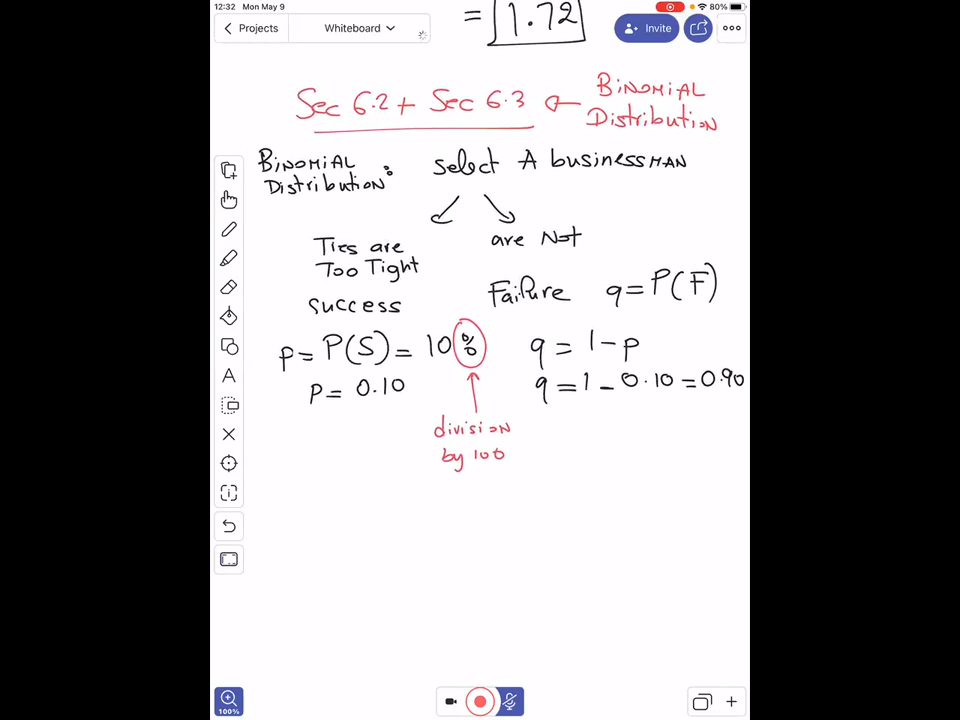 12:32 Mon May 9
80%
Projects
Whiteboard
Invite
= 1.72
Sec 6.2 + Sec 6.3 ← BINOMIAL
DistributioN
BINOMIAL
DistributioN:
select A businessMAN
Ties are
Too Tight
are Not
success
Failure q = P(F)
p = P(S) = 10%
q = 1 - p
p = 0.10
q = 1 - 0.10 = 0.90
divisioN
by 100
A
100%